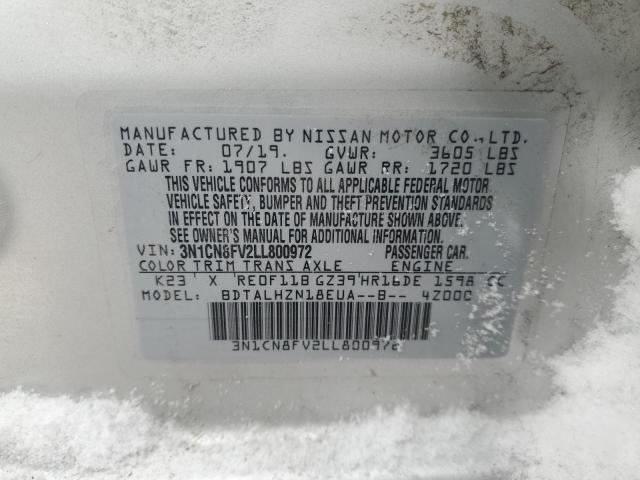 MANUFACTURED BY NISSAN MOTOR CO., LTD.
DATE: 07/19. GVWR: 3605 LBS
GAWR FR: 1907 LBS GAWR RR: 1720 LBS
THIS VEHICLE CONFORMS TO ALL APPLICABLE FEDERAL MOTOR
VEHICLE SAFETY, BUMPER AND THEFT PREVENTION STANDARDS
IN EFFECT ON THE DATE OF MANUFACTURE SHOWN ABOVE.
SEE OWNER'S MANUAL FOR ADDITIONAL INFORMATION.
VIN: 3N1CN8FV2LL800972 PASSENGER CAR.
COLOR TRIM TRANS AXLE ENGINE
K23 X RE0F11B GZ39 HR16DE 1598 CC
MODEL: BDTALHZN18EUA--B-- 4Z00C
3N1CN8FV2LL800972